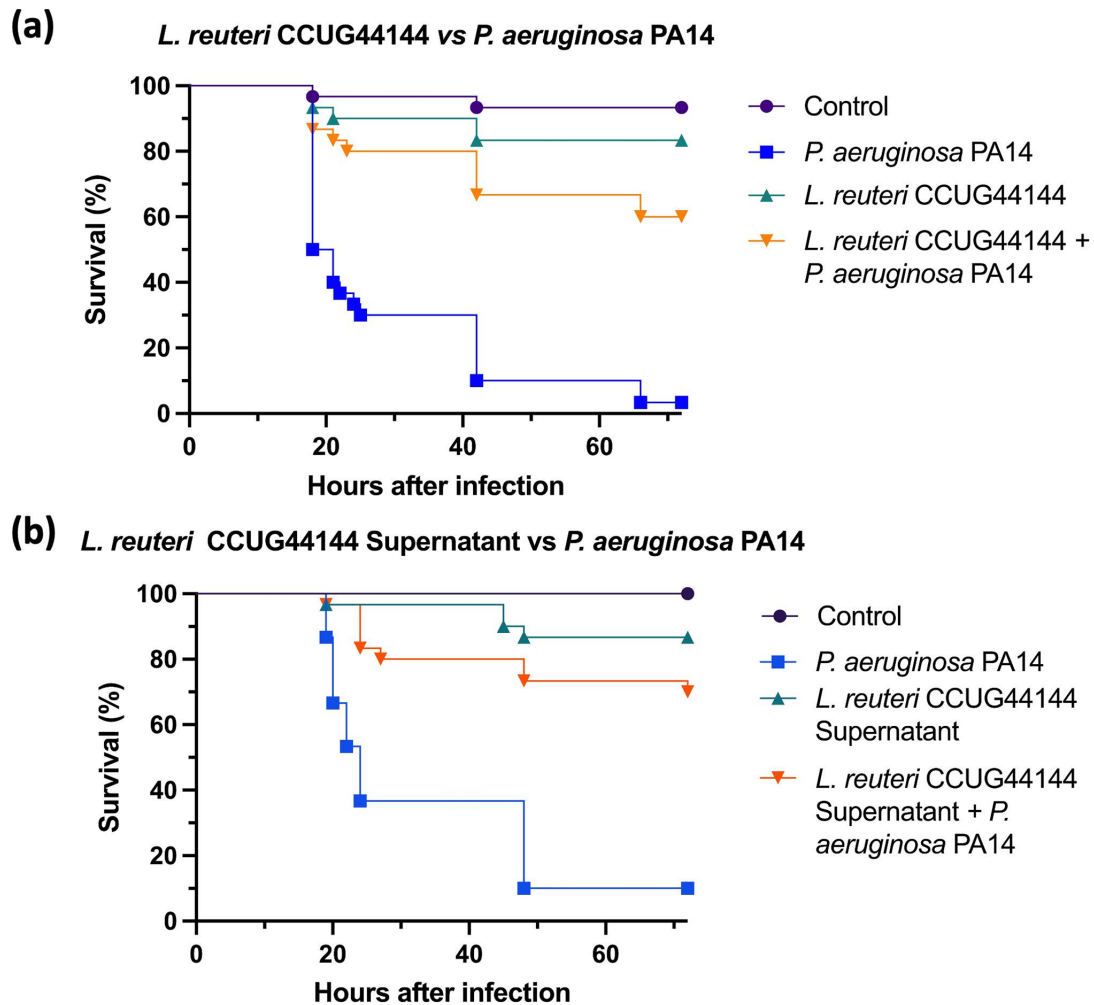 (a)
L. reuteri CCUG44144 vs P. aeruginosa PA14
100
80
60
40
20
0
Survival (%)
0 20 40 60
Hours after infection
Control
P. aeruginosa PA14
L. reuteri CCUG44144
L. reuteri CCUG44144 +
P. aeruginosa PA14
(b)
L. reuteri CCUG44144 Supernatant vs P. aeruginosa PA14
100
80
60
40
20
0
Survival (%)
0 20 40 60
Hours after infection
Control
P. aeruginosa PA14
L. reuteri CCUG44144
Supernatant
L. reuteri CCUG44144
Supernatant + P.
aeruginosa PA14